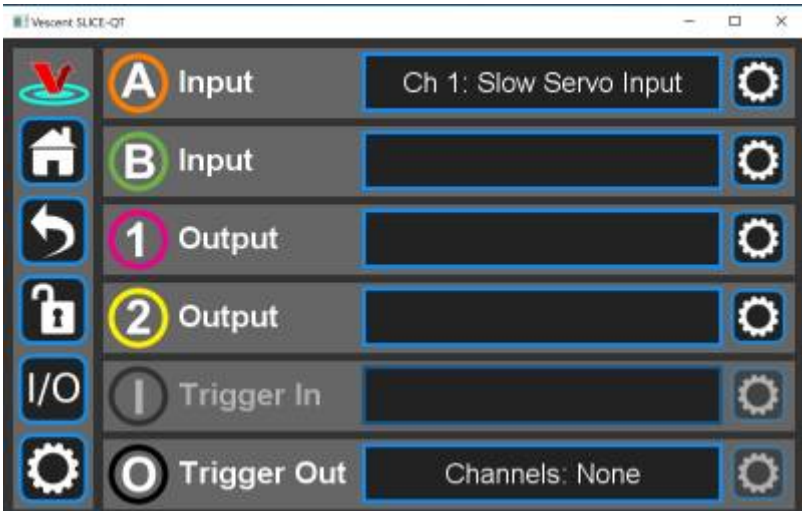 Vescent SLICE-QT
A Input Ch 1: Slow Servo Input
B Input
1 Output
2 Output
I/O I Trigger In
O Trigger Out Channels: None